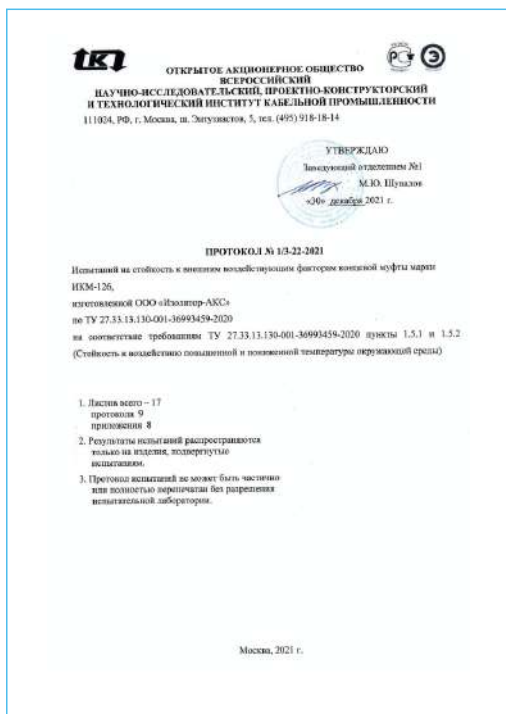 ОТКРЫТОЕ АКЦИОНЕРНОЕ ОБЩЕСТВО
ВСЕРОССИЙСКИЙ
НАУЧНО-ИССЛЕДОВАТЕЛЬСКИЙ, ПРОЕКТНО-КОНСТРУКТОРСКИЙ
И ТЕХНОЛОГИЧЕСКИЙ ИНСТИТУТ КАБЕЛЬНОЙ ПРОМЫШЛЕННОСТИ
111024, РФ, г. Москва, ш. Энтузиастов, 5, тел. (495) 918-18-14
УТВЕРЖДАЮ
Заведующий отделением №1
М.Ю. Шувалов
«30» декабря 2021 г.
ПРОТОКОЛ № 1/3-22-2021
Испытаний на стойкость к внешним воздействующим факторам концевой муфты марки
ИКМ-126,
изготовленной ООО «Изолятор-АКС»
по ТУ 27.33.13.130-001-36993459-2020
на соответствие требованиям ТУ 27.33.13.130-001-36993459-2020 пункты 1.5.1 и 1.5.2
(Стойкость к воздействию повышенной и пониженной температуры окружающей среды)
1. Листов всего – 17
протокола 9
приложения 8
2. Результаты испытаний распространяются
только на изделия, подвергнутые
испытаниям.
3. Протокол испытаний не может быть частично
или полностью перепечатан без разрешения
испытательной лаборатории.
Москва, 2021 г.